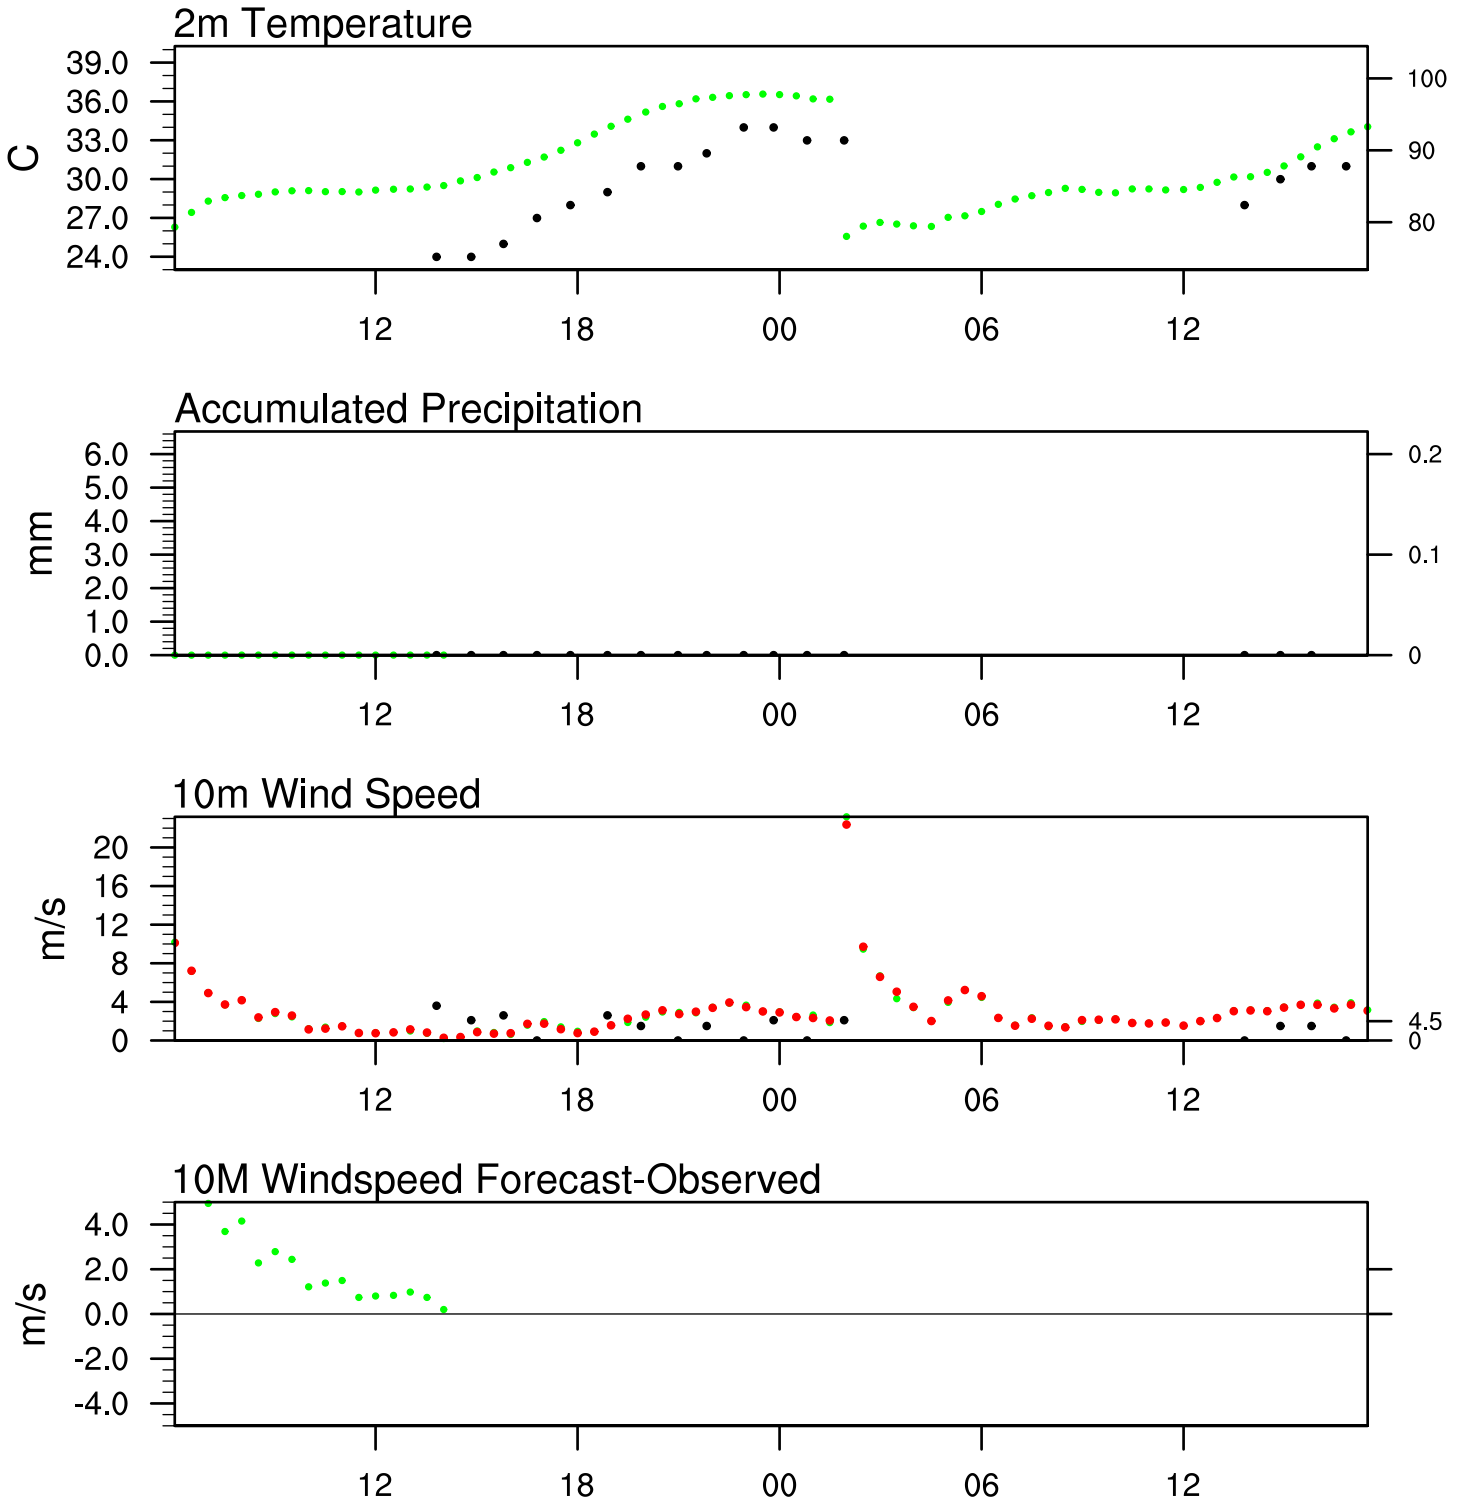 2m Temperature
39.0
36.0
33.0
30.0
27.0
24.0
C
100
90
80
12 18 00 06 12
Accumulated Precipitation
6.0
5.0
4.0
3.0
2.0
1.0
0.0
mm
0.2
0.1
0
12 18 00 06 12
10m Wind Speed
20
16
12
8
4
0
m/s
4.5
0
12 18 00 06 12
10M Windspeed Forecast-Observed
4.0
2.0
0.0
-2.0
-4.0
m/s
12 18 00 06 12